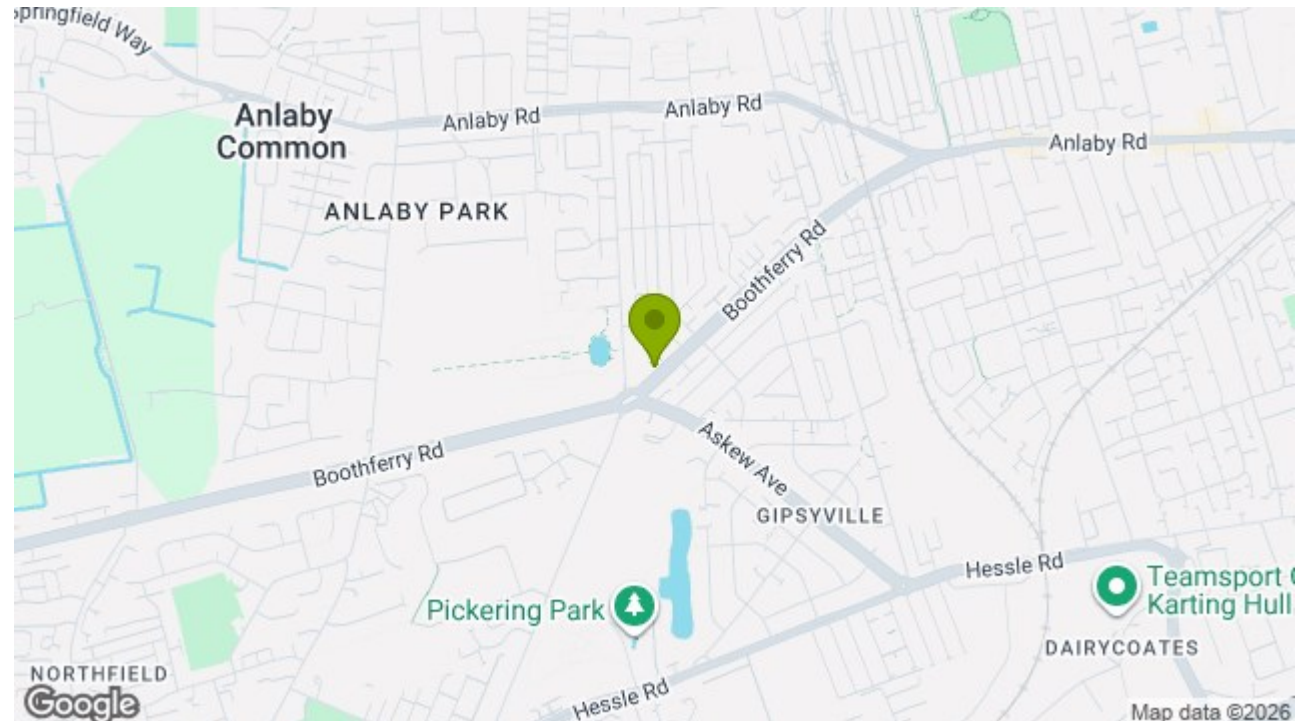 Springfield Way
Anlaby
Common
Anlaby Rd
Anlaby Rd
Anlaby Rd
ANLABY PARK
Boothferry Rd
Boothferry Rd
Askew Ave
GIPSYVILLE
Hessle Rd
Teamsport
Karting Hull
Pickering Park
DAIRYCOATES
NORTHFIELD
Hessle Rd
Google
Map data ©2026